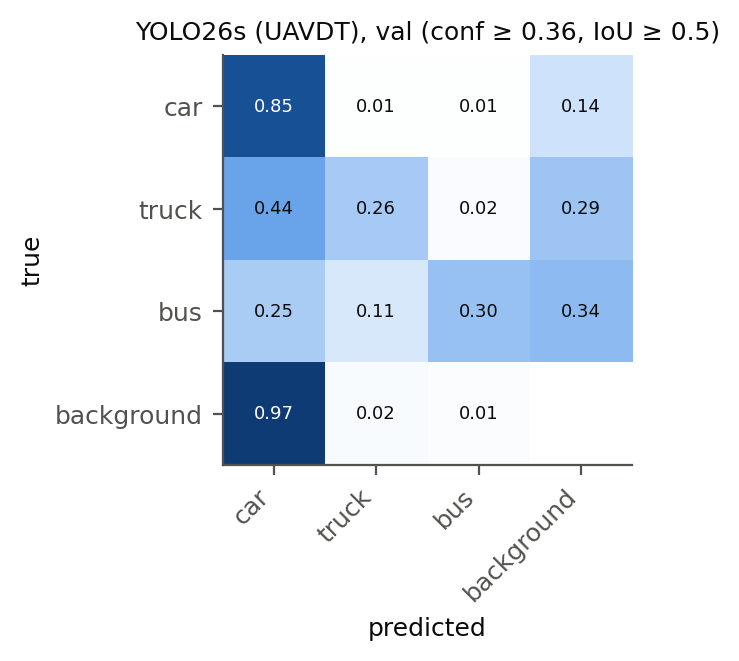 YOLO26s (UAVDT), val (conf ≥ 0.36, IoU ≥ 0.5)
car 0.85 0.01 0.01 0.14
truck 0.44 0.26 0.02 0.29
true
bus 0.25 0.11 0.30 0.34
background 0.97 0.02 0.01
car truck bus background
predicted